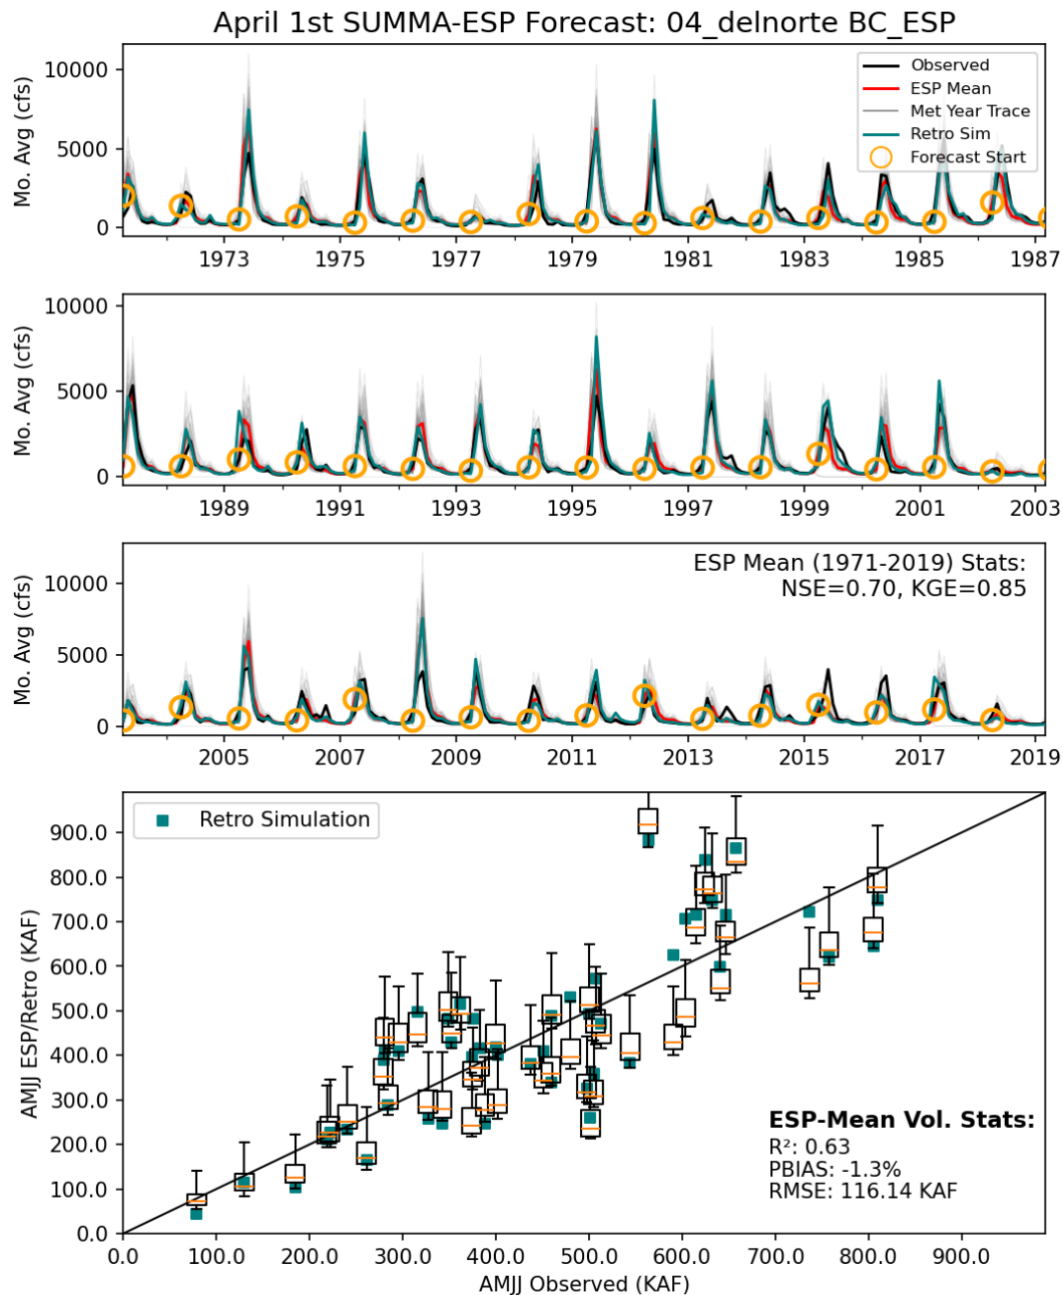 April 1st SUMMA-ESP Forecast: 04_delnorte BC_ESP
Mo. Avg (cfs)
10000
5000
0
Observed
ESP Mean
Met Year Trace
Retro Sim
Forecast Start
1973 1975 1977 1979 1981 1983 1985 1987
Mo. Avg (cfs)
10000
5000
0
1989 1991 1993 1995 1997 1999 2001 2003
Mo. Avg (cfs)
10000
5000
0
ESP Mean (1971-2019) Stats:
NSE=0.70, KGE=0.85
2005 2007 2009 2011 2013 2015 2017 2019
AMJJ ESP/Retro (KAF)
900.0
800.0
700.0
600.0
500.0
400.0
300.0
200.0
100.0
0.0
Retro Simulation
ESP-Mean Vol. Stats:
R²: 0.63
PBIAS: -1.3%
RMSE: 116.14 KAF
0.0 100.0 200.0 300.0 400.0 500.0 600.0 700.0 800.0 900.0
AMJJ Observed (KAF)